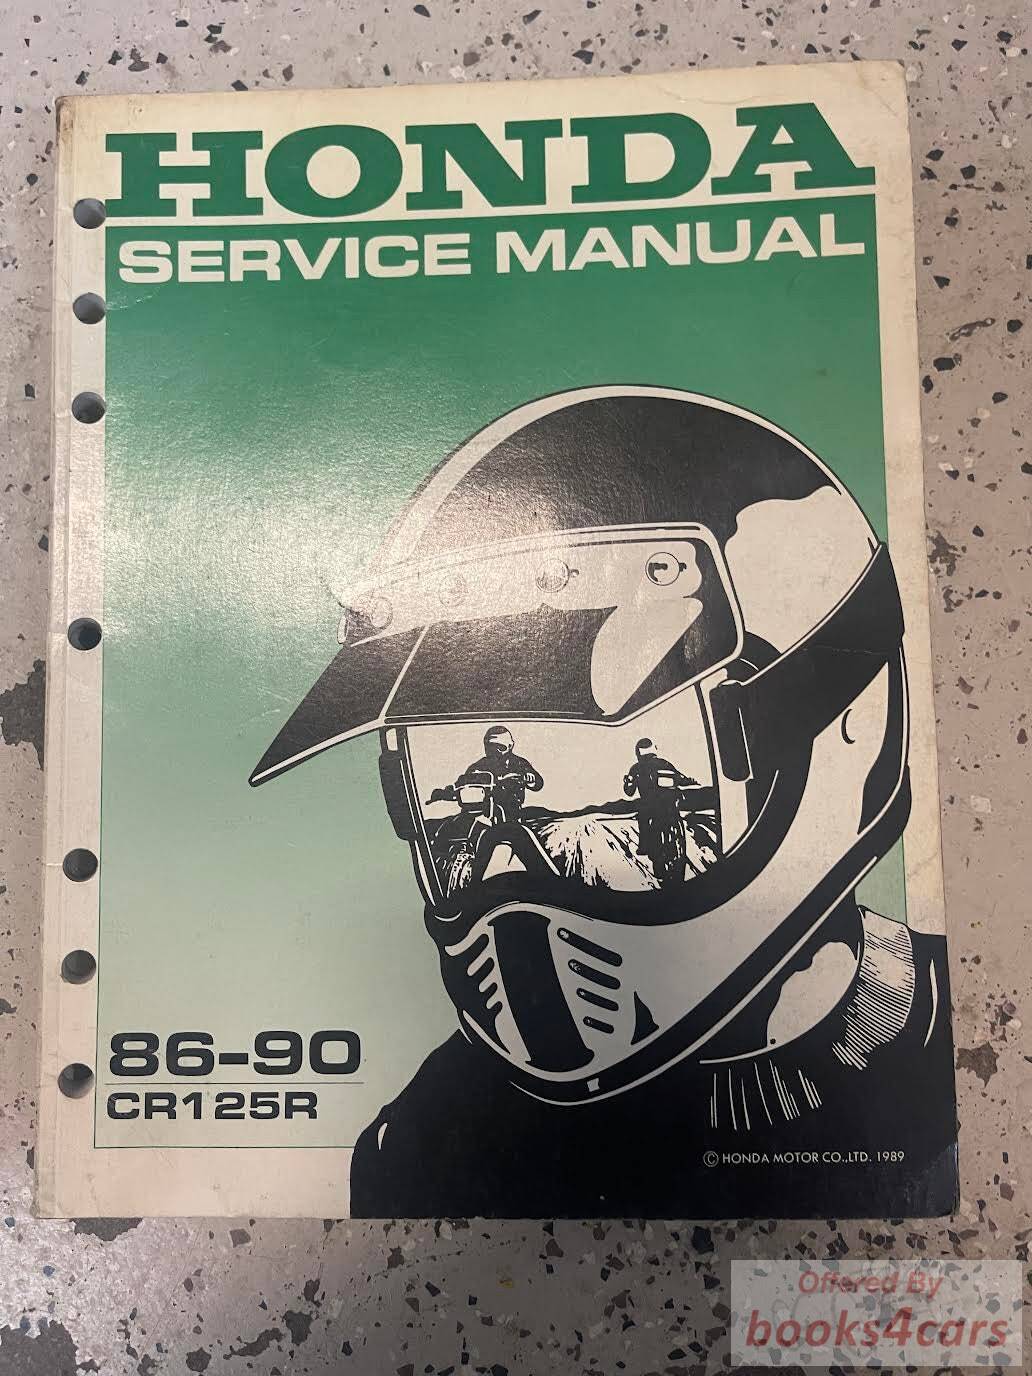 HONDA
SERVICE MANUAL
86-90
CR125R
© HONDA MOTOR CO.,LTD. 1989
Offered By
books4cars